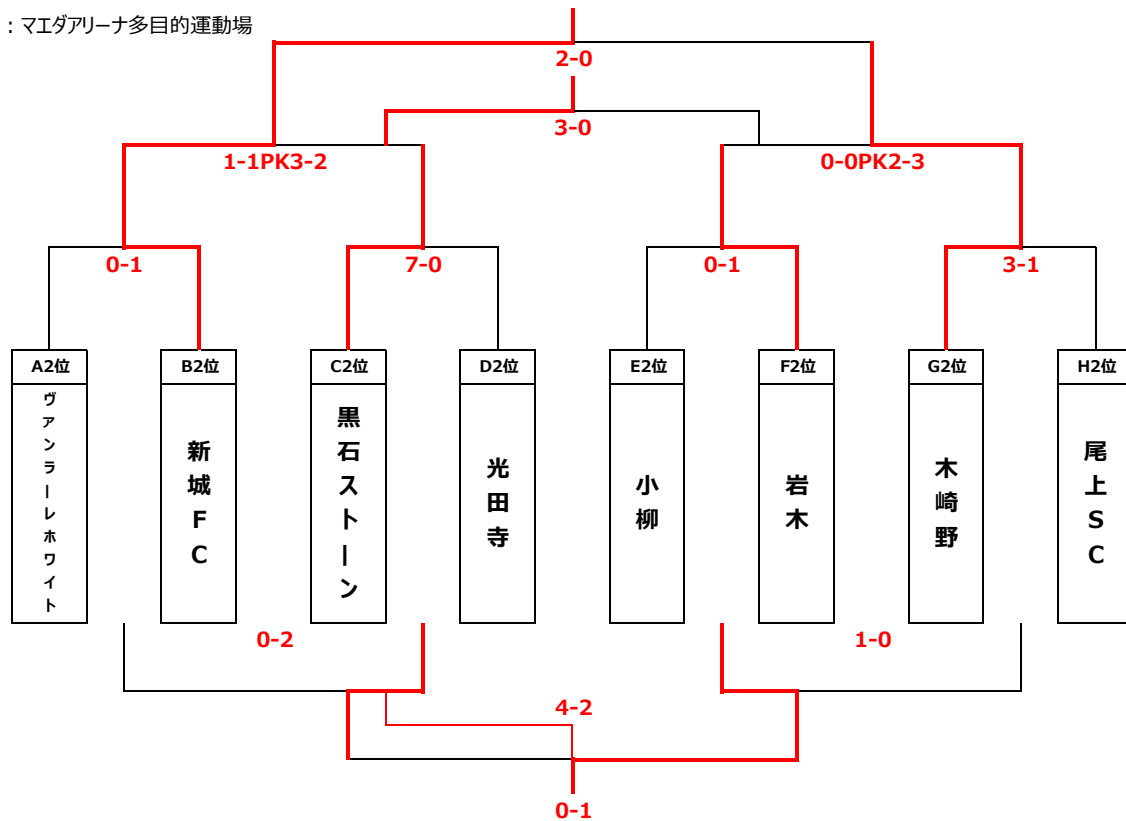 ：マエダアリーナ多目的運動場
2-0
3-0
1-1PK3-2
0-0PK2-3
0-1
7-0
0-1
3-1
A2位
B2位
C2位
D2位
E2位
F2位
G2位
H2位
ヴァンラーレホワイト
新城FC
黒石ストーン
光田寺
小柳
岩木
木崎野
尾上SC
0-2
1-0
4-2
0-1